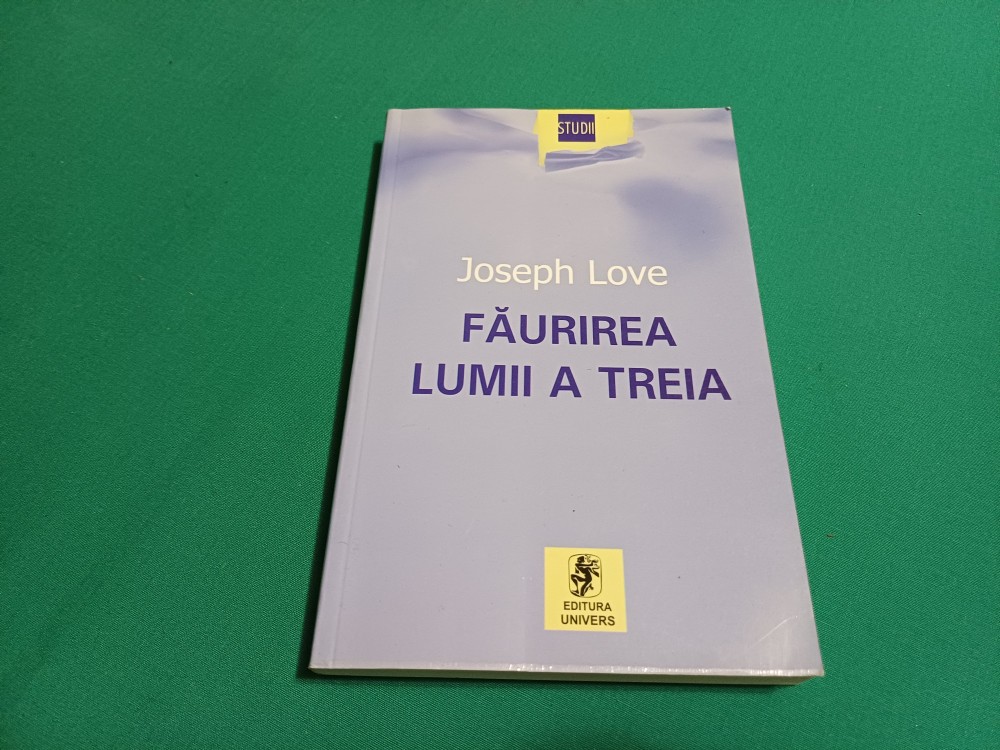 STUDII
Joseph Love
FĂURIREA
LUMII A TREIA
EDITURA
UNIVERS